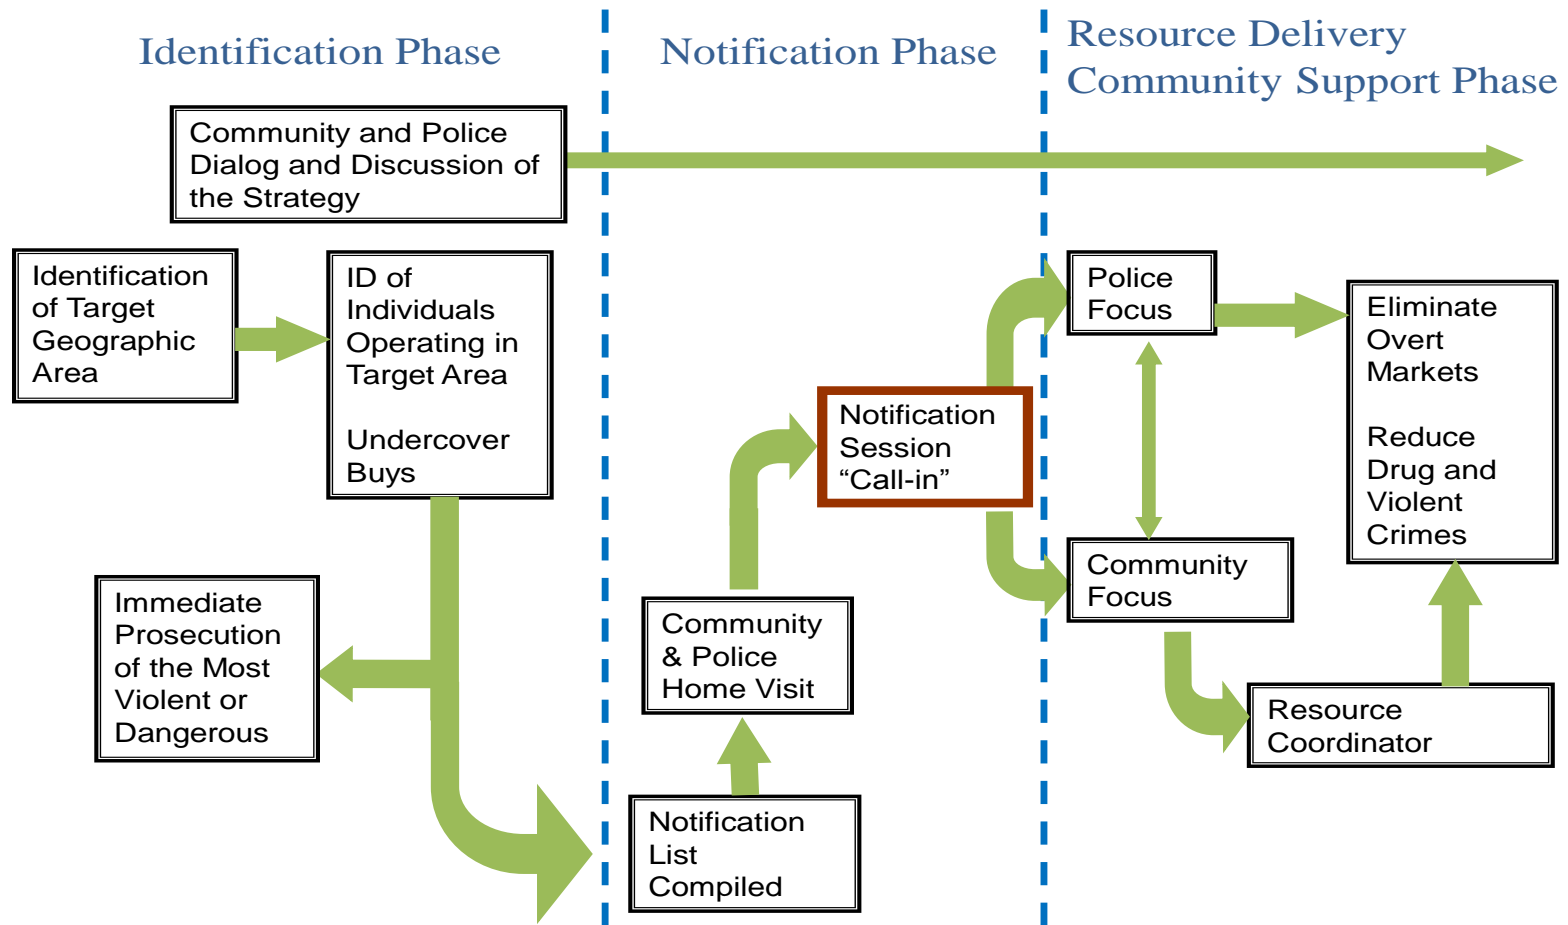 Identification Phase
Notification Phase
Resource Delivery
Community Support Phase
Community and Police
Dialog and Discussion of
the Strategy
Identification
of Target
Geographic
Area
ID of
Individuals
Operating in
Target Area
Undercover
Buys
Immediate
Prosecution
of the Most
Violent or
Dangerous
Notification
List
Compiled
Community
& Police
Home Visit
Notification
Session
“Call-in”
Police
Focus
Community
Focus
Resource
Coordinator
Eliminate
Overt
Markets
Reduce
Drug and
Violent
Crimes